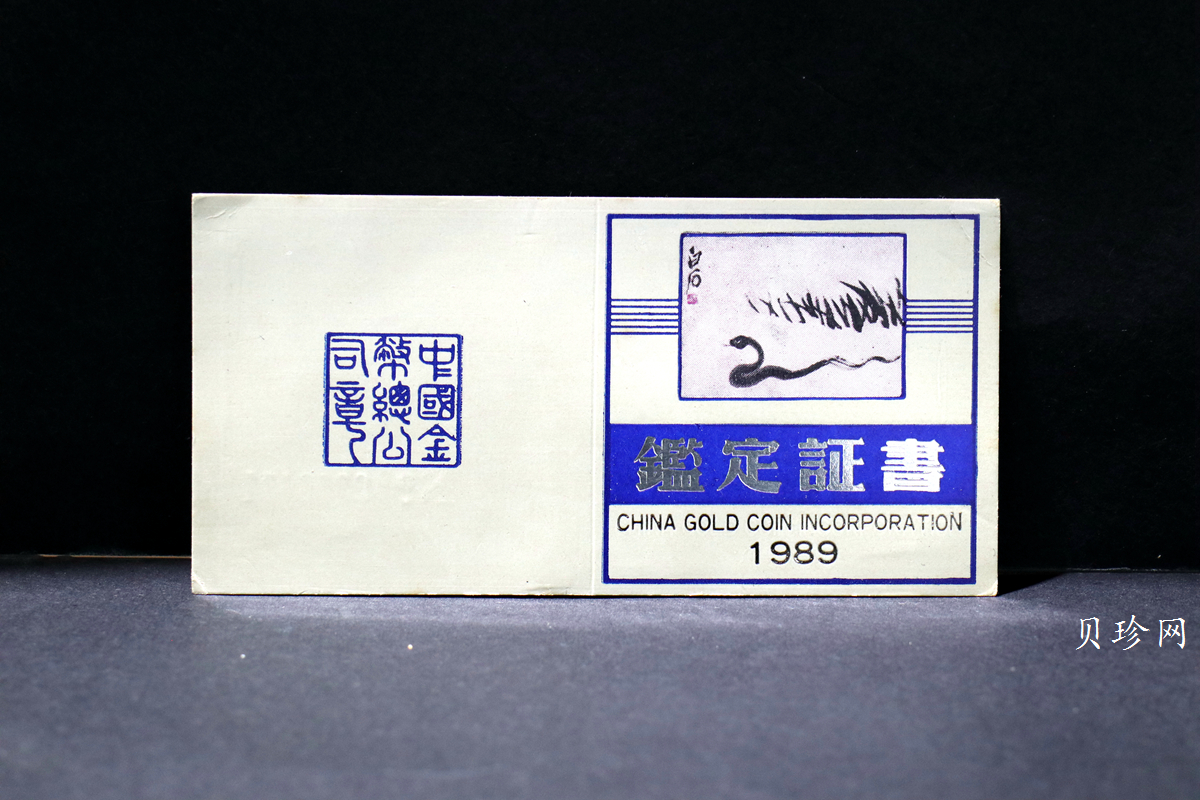 中國金
幣總公
司章
白石
鑑定証書
CHINA GOLD COIN INCORPORATION
1989
贝珍网